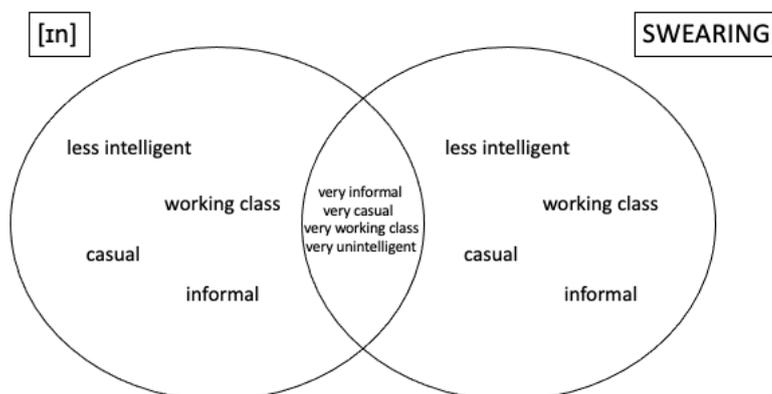 [ɪn]
SWEARING
less intelligent
working class
casual
informal
very informal
very casual
very working class
very unintelligent
less intelligent
working class
casual
informal